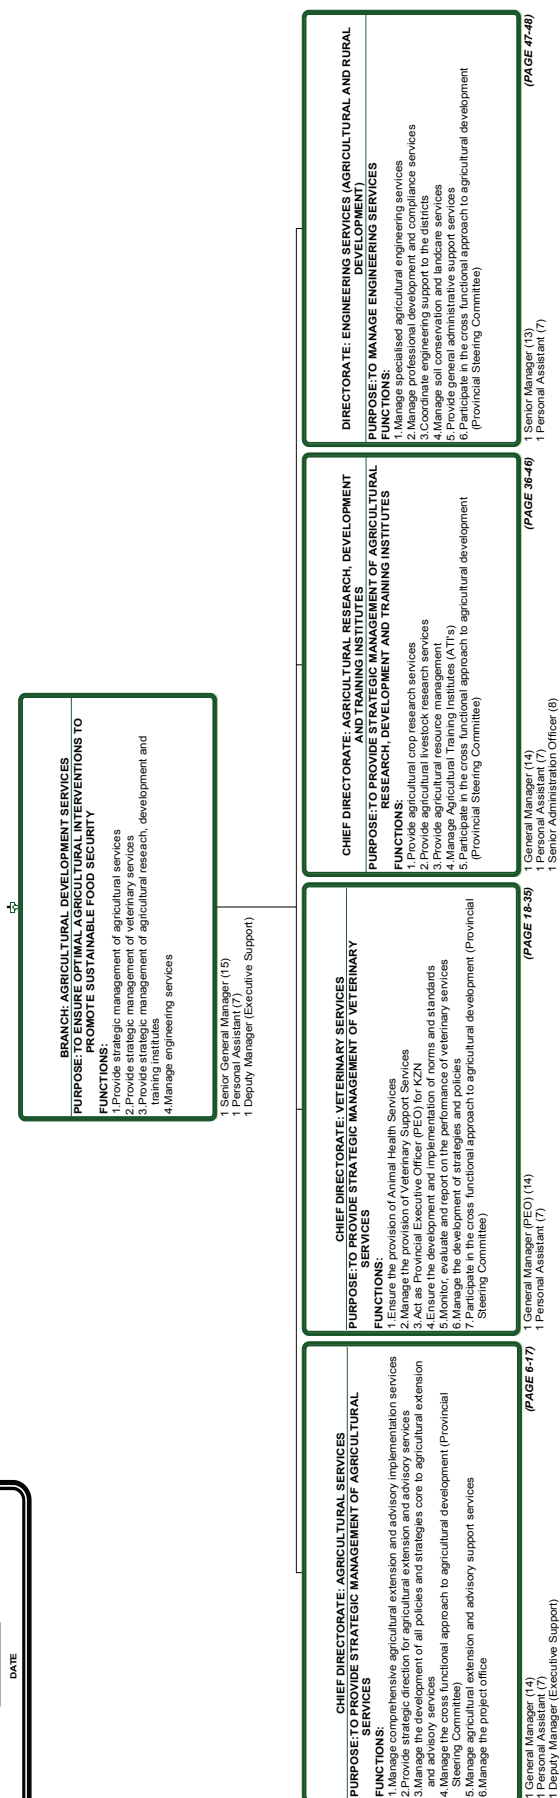 DATE
BRANCH: AGRICULTURAL DEVELOPMENT SERVICES
PURPOSE: TO ENSURE OPTIMAL AGRICULTURAL INTERVENTIONS TO
PROMOTE SUSTAINABLE FOOD SECURITY
FUNCTIONS:
1.Provide strategic management of agricultural services
2.Provide strategic management of veterinary services
3.Provide strategic management of agricultural reseach, development and
training institutes
4.Manage engineering services
1 Senior General Manager (15)
1 Personal Assistant (7)
1 Deputy Manager (Executive Support)
CHIEF DIRECTORATE: AGRICULTURAL SERVICES
PURPOSE:TO PROVIDE STRATEGIC MANAGEMENT OF AGRICULTURAL
SERVICES
FUNCTIONS:
1.Manage comprehensive agricultural extension and advisory implementation services
2.Provide strategic direction for agricultural extension and advisory services
3.Manage the development of all policies and strategies core to agricultural extension
and advisory services
4.Manage the cross functional approach to agricultural development (Provincial
Steering Committee)
5.Manage agricultural extension and advisory support services
6.Manage the project office
(PAGE 6-17)
1 General Manager (14)
1 Personal Assistant (7)
1 Deputy Manager (Executive Support)
CHIEF DIRECTORATE: VETERINARY SERVICES
PURPOSE:TO PROVIDE STRATEGIC MANAGEMENT OF VETERINARY
SERVICES
FUNCTIONS:
1.Ensure the provision of Animal Health Services
2.Manage the provision of Veterinary Support Services
3.Act as Provincial Executive Officer (PEO) for KZN
4.Ensure the development and implementation of norms and standards
5.Monitor, evaluate and report on the performance of veterinary services
6.Manage the development of strategies and policies
7.Participate in the cross functional approach to agricultural development (Provincial
Steering Committee)
(PAGE 18-35)
1 General Manager (PEO) (14)
1 Personal Assistant (7)
CHIEF DIRECTORATE: AGRICULTURAL RESEARCH, DEVELOPMENT
AND TRAINING INSTITUTES
PURPOSE:TO PROVIDE STRATEGIC MANAGEMENT OF AGRICULTURAL
RESEARCH, DEVELOPMENT AND TRAINING INSTITUTES
FUNCTIONS:
1.Provide agricultural crop research services
2.Provide agricultural livestock research services
3.Provide agricultural resource management
4.Manage Agricultural Training Institutes (ATI's)
5.Participate in the cross functional approach to agricultural development
(Provincial Steering Committee)
(PAGE 36-46)
1 General Manager (14)
1 Personal Assistant (7)
1 Senior Administration Officer (8)
DIRECTORATE: ENGINEERING SERVICES (AGRICULTURAL AND RURAL
DEVELOPMENT)
PURPOSE:TO MANAGE ENGINEERING SERVICES
FUNCTIONS:
1.Manage specialised agricultural engineering services
2.Manage professional development and compliance services
3.Coordinate engineering support to the districts
4.Manage soil conservation and landcare services
5.Provide general administrative support services
6.Participate in the cross functional approach to agricultural development
(Provincial Steering Committee)
(PAGE 47-48)
1 Senior Manager (13)
1 Personal Assistant (7)